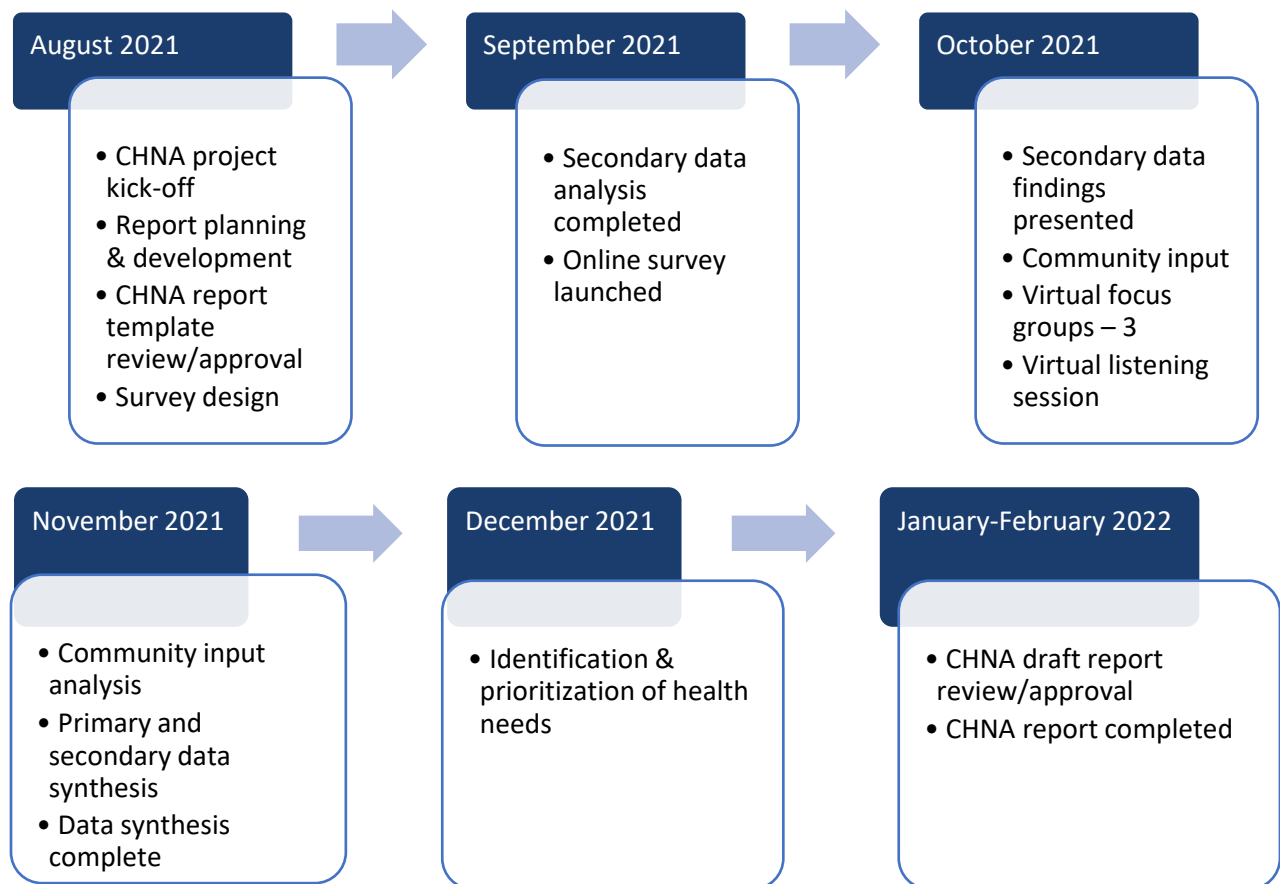 August 2021
• CHNA project
kick-off
• Report planning
& development
• CHNA report
template
review/approval
• Survey design
September 2021
• Secondary data
analysis
completed
• Online survey
launched
October 2021
• Secondary data
findings
presented
• Community input
• Virtual focus
groups – 3
• Virtual listening
session
November 2021
• Community input
analysis
• Primary and
secondary data
synthesis
• Data synthesis
complete
December 2021
• Identification &
prioritization of health
needs
January-February 2022
• CHNA draft report
review/approval
• CHNA report completed